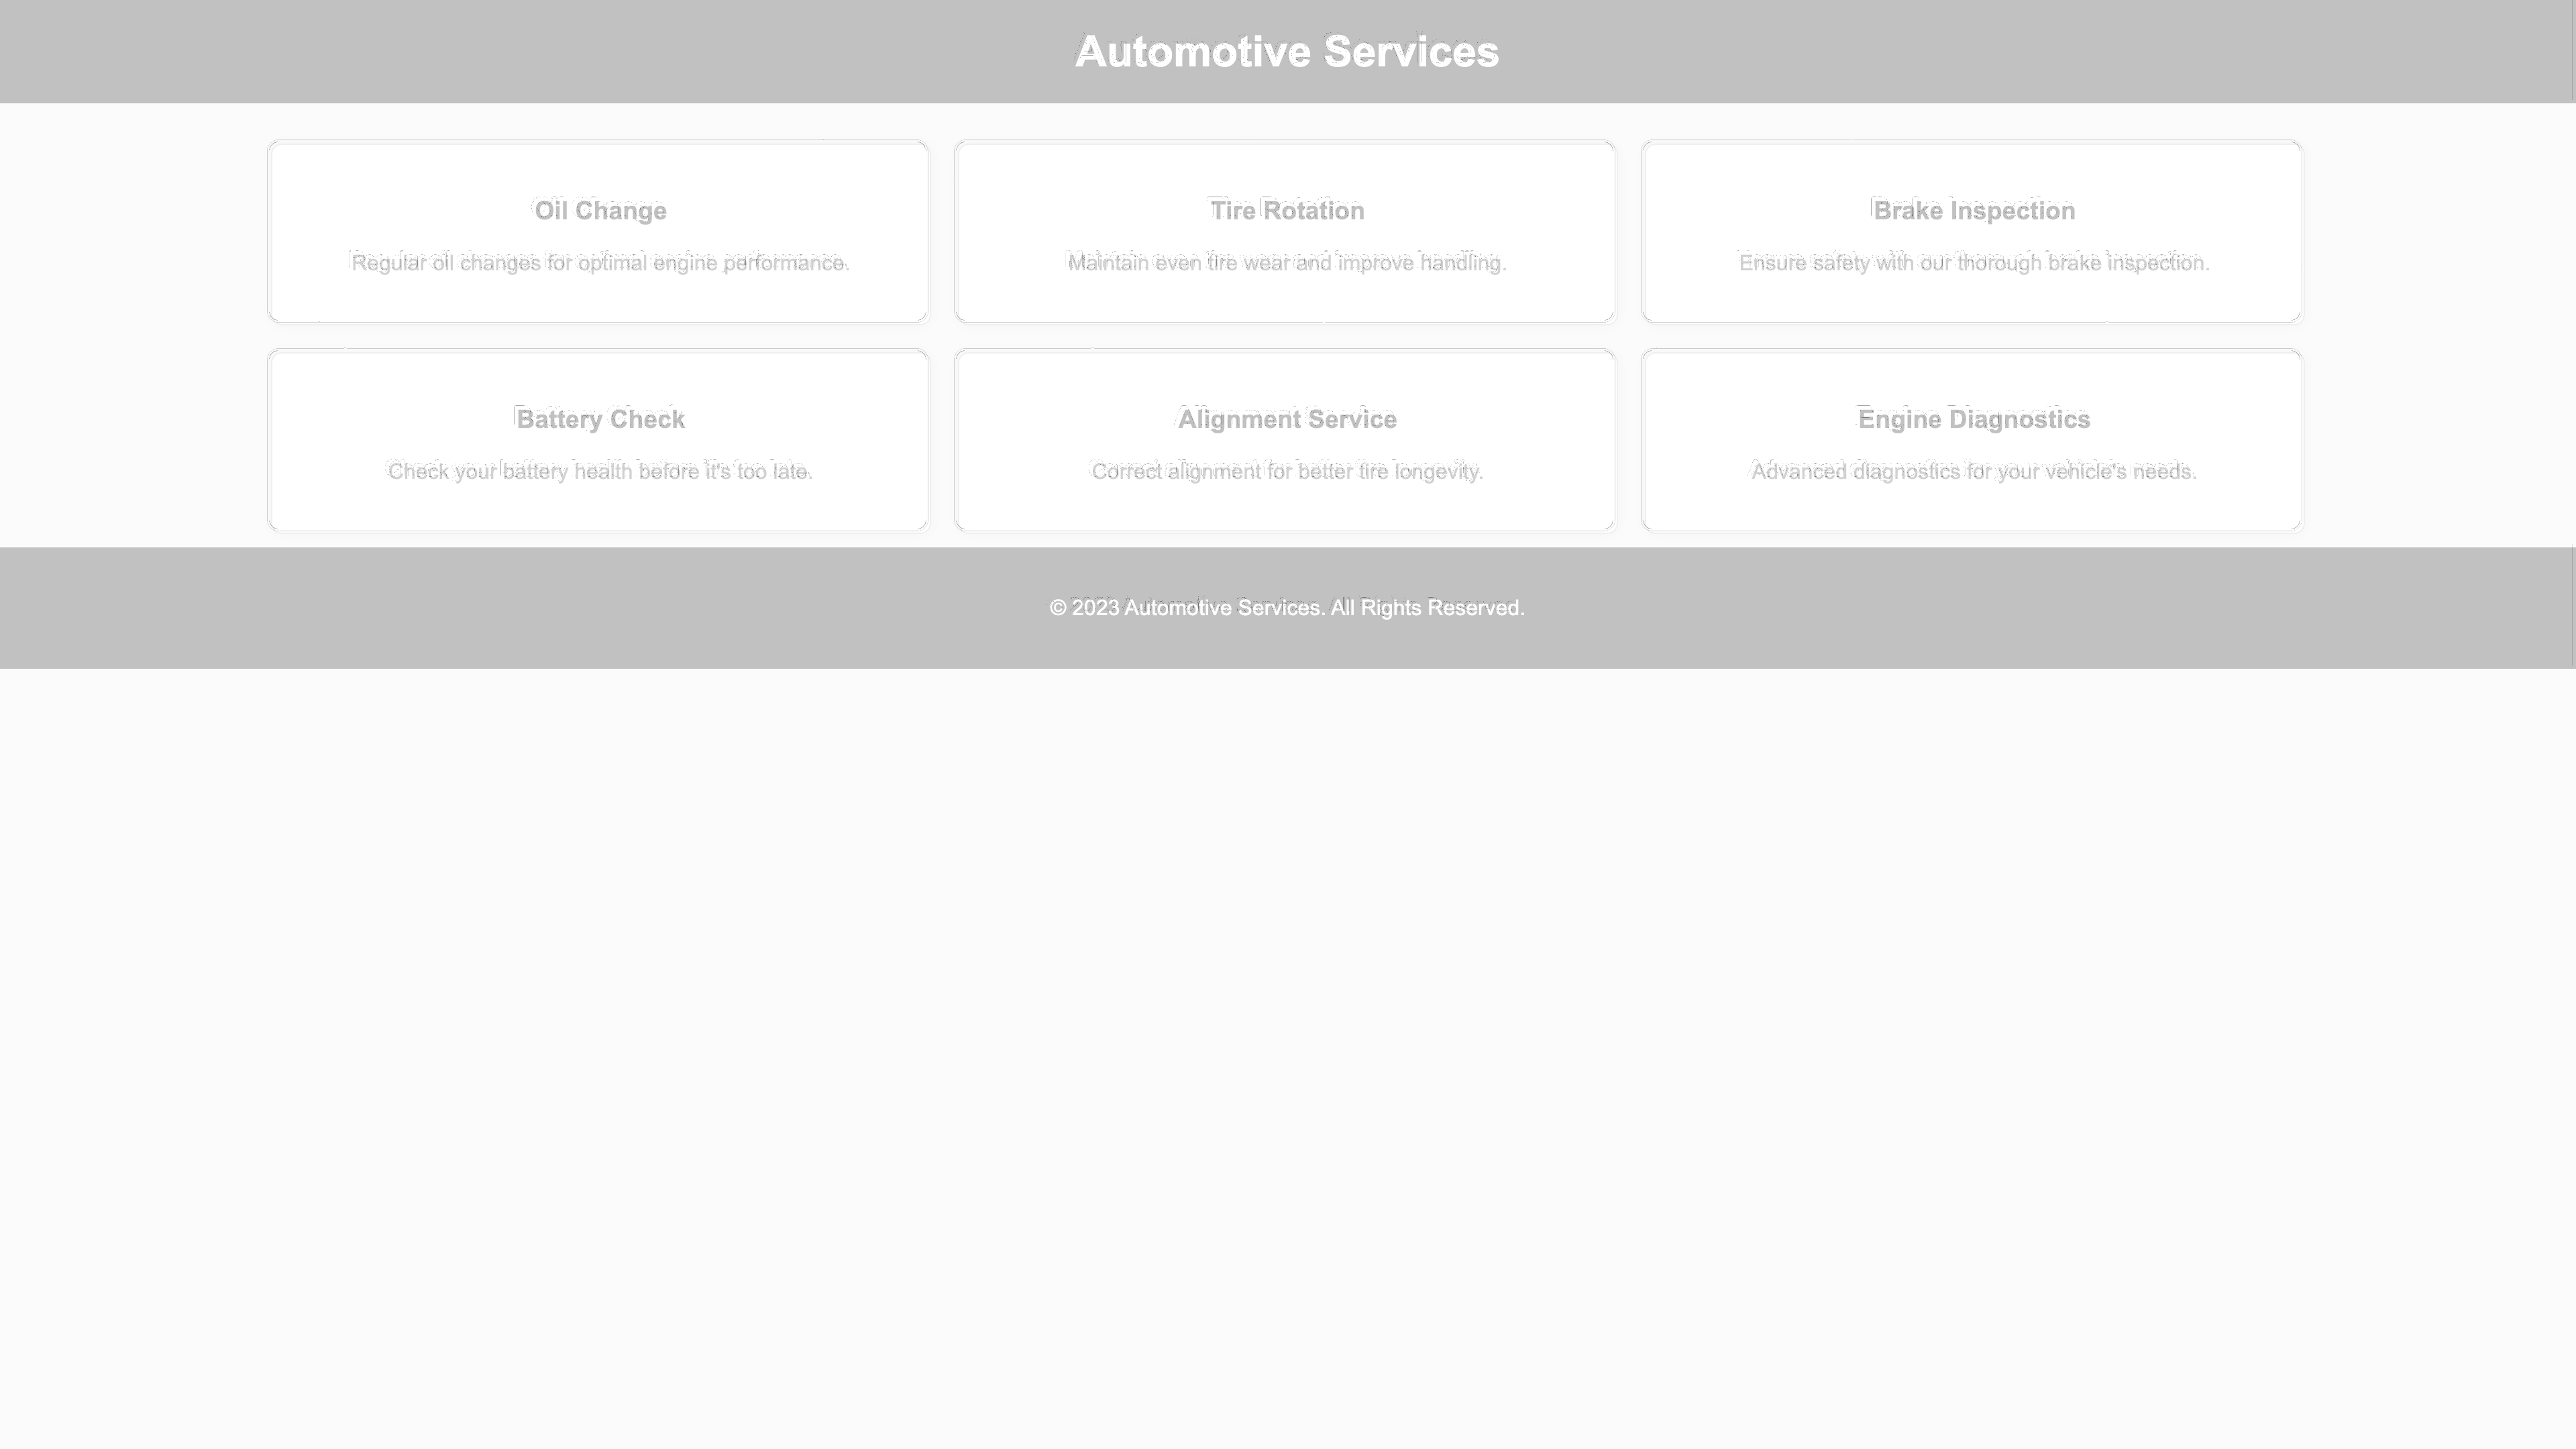 Automotive Services
Oil Change
Regular oil changes for optimal engine performance.
Tire Rotation
Maintain even tire wear and improve handling.
Brake Inspection
Ensure safety with our thorough brake inspection.
Battery Check
Check your battery health before it's too late.
Alignment Service
Correct alignment for better tire longevity.
Engine Diagnostics
Advanced diagnostics for your vehicle's needs.
© 2023 Automotive Services. All Rights Reserved.